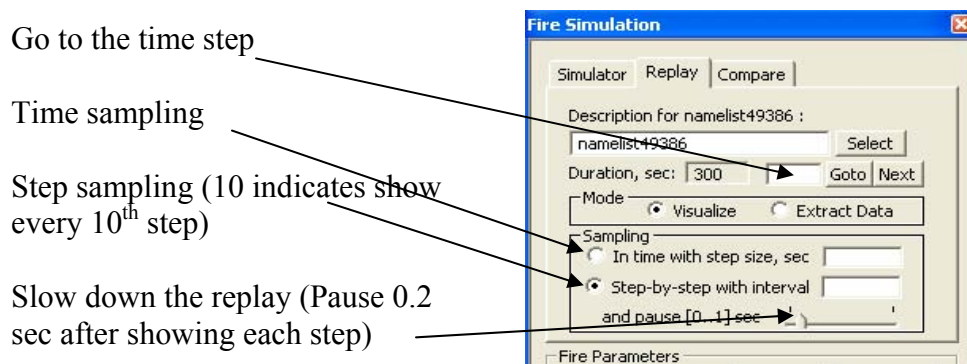 Go to the time step
Time sampling
Step sampling (10 indicates show
every 10th step)
Slow down the replay (Pause 0.2
sec after showing each step)
Fire Simulation
Simulator Replay Compare
Description for namelist49386 :
namelist49386 Select
Duration, sec: 300 Goto Next
Mode
Visualize Extract Data
Sampling
In time with step size, sec
Step-by-step with interval
and pause [0..1] sec
Fire Parameters